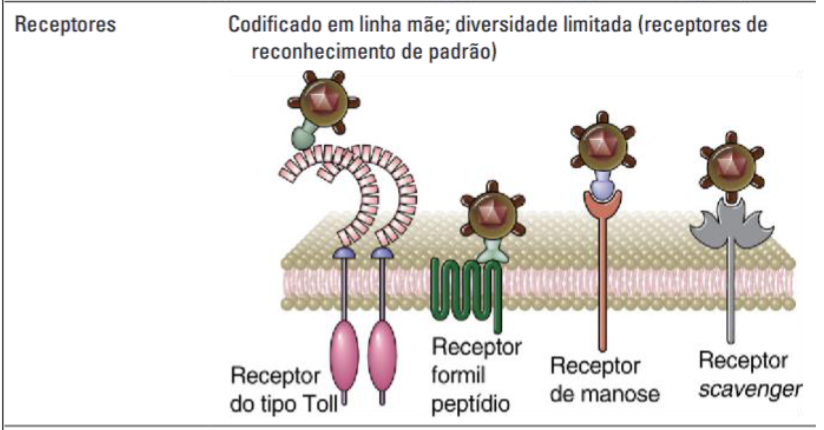 Receptores
Codificado em linha mãe; diversidade limitada (receptores de
reconhecimento de padrão)
Receptor
do tipo Toll
Receptor
formil
peptídio
Receptor
de manose
Receptor
scavenger